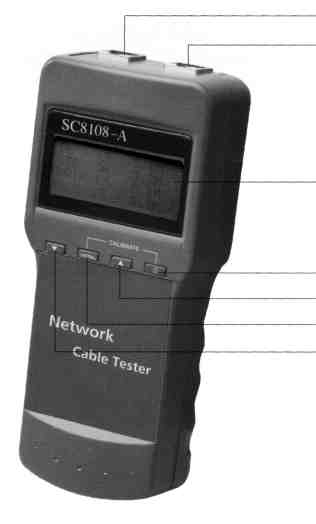 SC8108-A
CALIBRATE
Network
Cable Tester